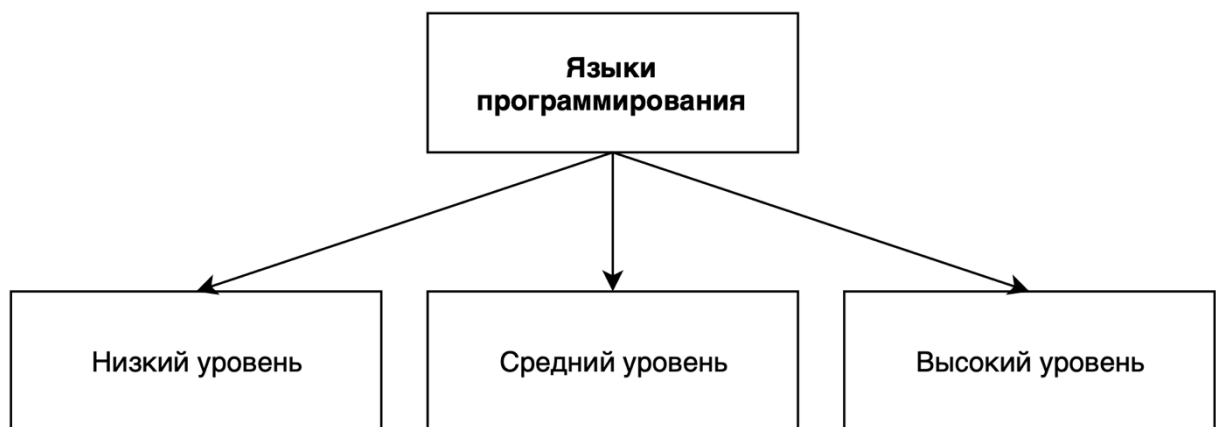 Языки
программирования
Низкий уровень
Средний уровень
Высокий уровень